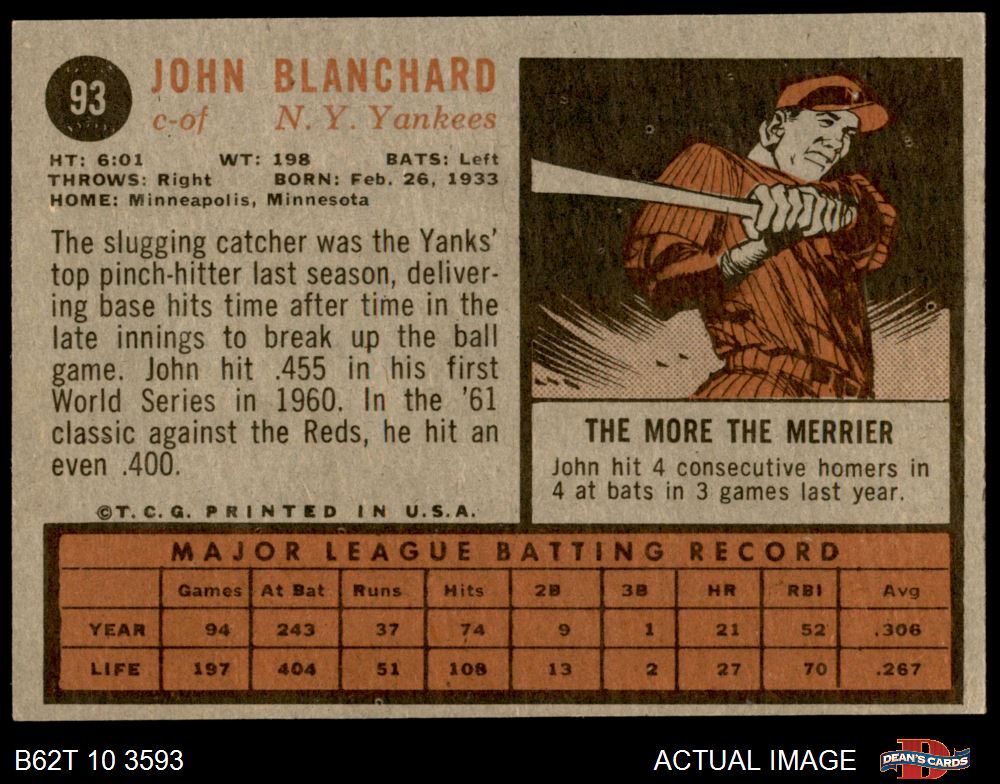 93
JOHN BLANCHARD
c-of N. Y. Yankees
HT: 6:01 WT: 198 BATS: Left
THROWS: Right BORN: Feb. 26, 1933
HOME: Minneapolis, Minnesota
The slugging catcher was the Yanks'
top pinch-hitter last season, deliver-
ing base hits time after time in the
late innings to break up the ball
game. John hit .455 in his first
World Series in 1960. In the '61
classic against the Reds, he hit an
even .400.
©T.C.G. PRINTED IN U.S.A.
THE MORE THE MERRIER
John hit 4 consecutive homers in
4 at bats in 3 games last year.
MAJOR LEAGUE BATTING RECORD
Games At Bat Runs Hits 2B 3B HR RBI Avg
YEAR 94 243 37 74 9 1 21 52 .306
LIFE 197 404 51 108 13 2 27 70 .267
B62T 10 3593
ACTUAL IMAGE
D
DEAN'S CARDS